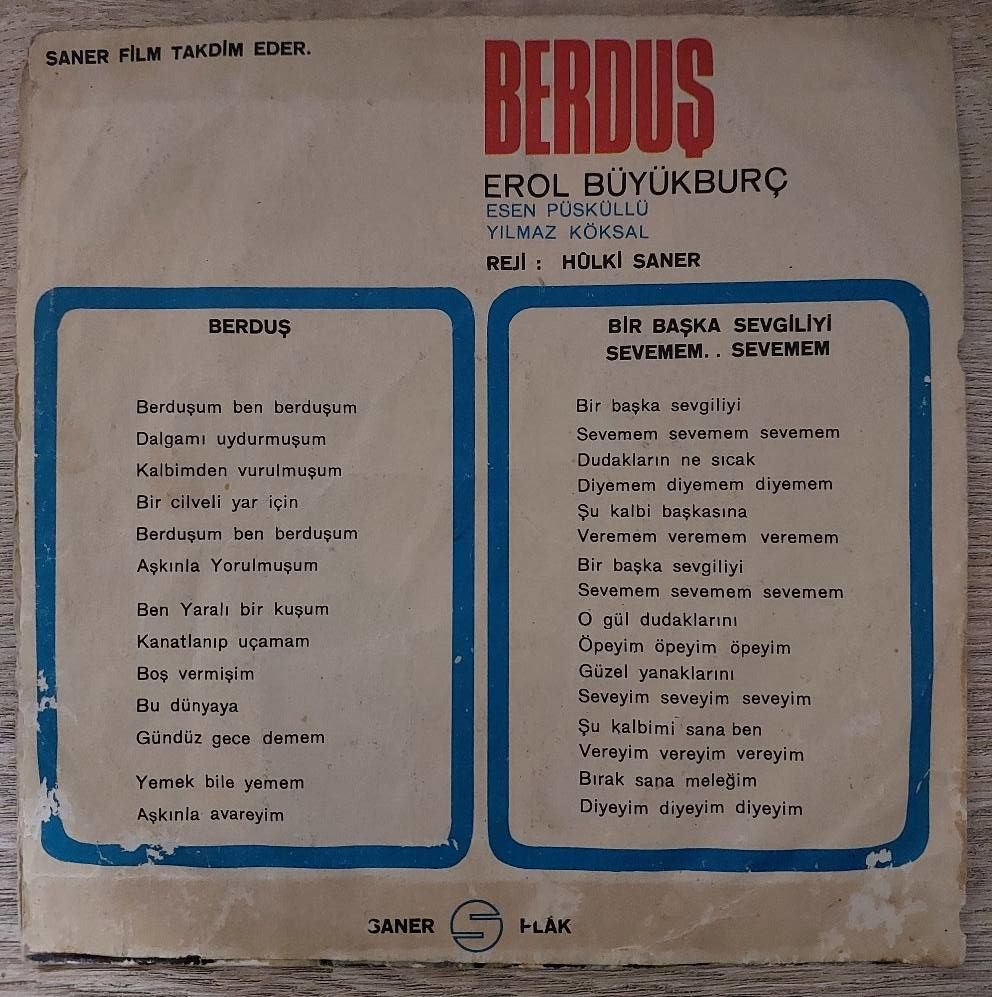 SANER FİLM TAKDİM EDER.
BERDUŞ
EROL BÜYÜKBURÇ
ESEN PÜSKÜLLÜ
YILMAZ KÖKSAL
REJİ : HÛLKİ SANER
BERDUŞ
Berduşum ben berduşum
Dalgamı uydurmuşum
Kalbimden vurulmuşum
Bir cilveli yar için
Berduşum ben berduşum
Aşkınla Yorulmuşum
Ben Yaralı bir kuşum
Kanatlanıp uçamam
Boş vermişim
Bu dünyaya
Gündüz gece demem
Yemek bile yemem
Aşkınla avareyim
BİR BAŞKA SEVGİLİYİ
SEVEMEM.. SEVEMEM
Bir başka sevgiliyi
Sevemem sevemem sevemem
Dudakların ne sıcak
Diyemem diyemem diyemem
Şu kalbi başkasına
Veremem veremem veremem
Bir başka sevgiliyi
Sevemem sevemem sevemem
O gül dudaklarını
Öpeyim öpeyim öpeyim
Güzel yanaklarını
Seveyim seveyim seveyim
Şu kalbimi sana ben
Vereyim vereyim vereyim
Bırak sana meleğim
Diyeyim diyeyim diyeyim
SANER S PLÂK